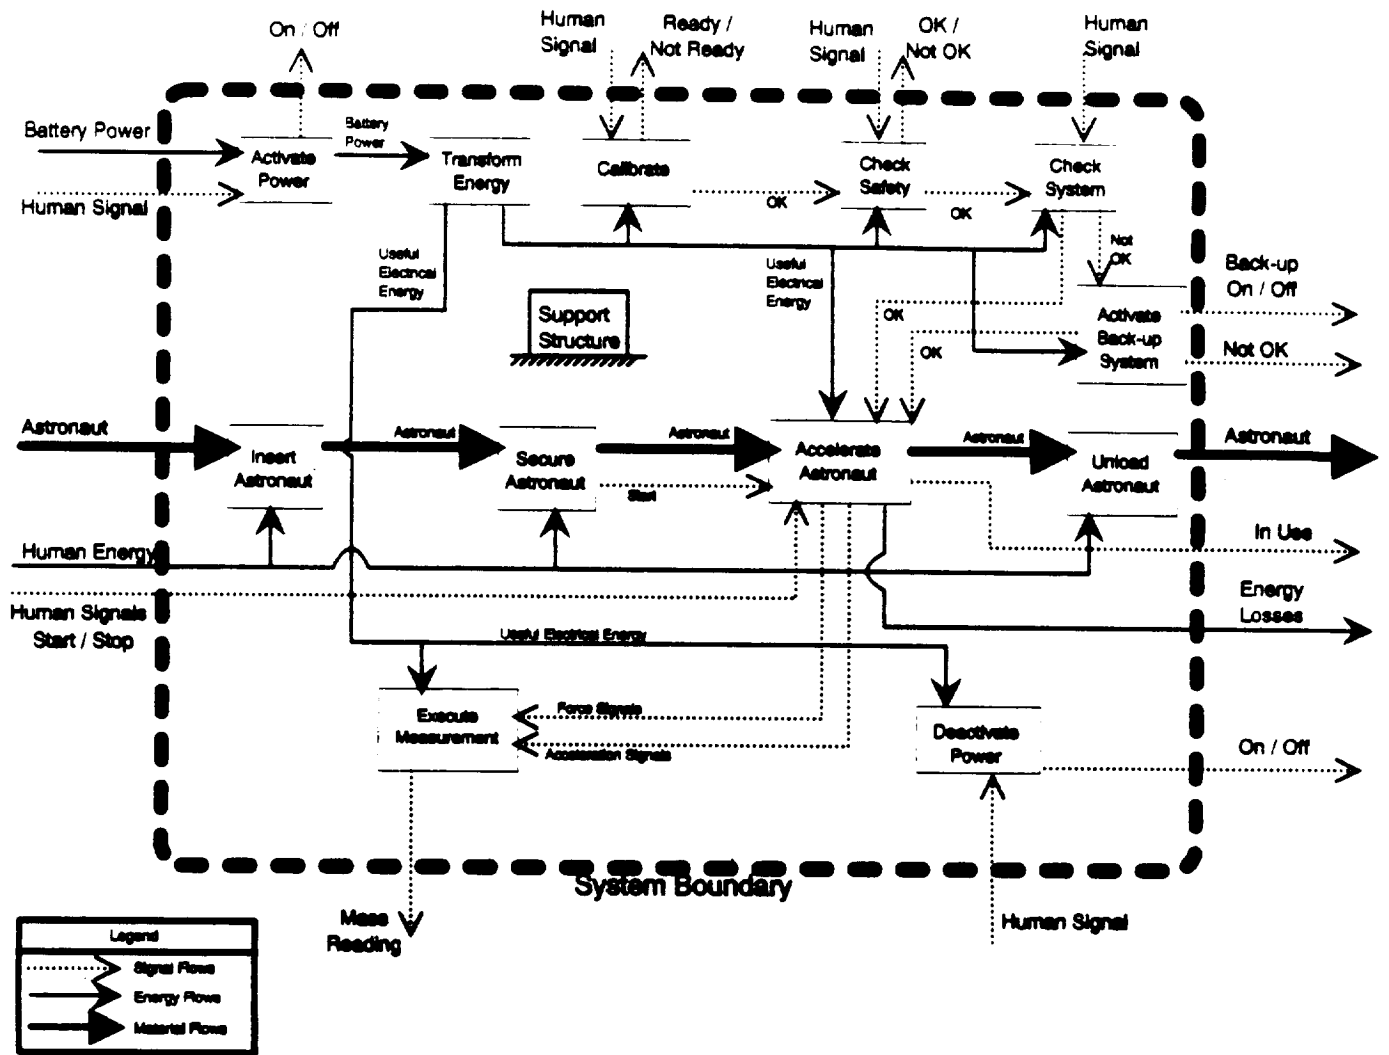 On / Off
Human
Signal
Ready /
Not Ready
Human
Signal
OK /
Not OK
Human
Signal
Battery Power
Human Signal
Activate
Power
Battery
Power
Transform
Energy
Calibrate
OK
Check
Safety
OK
Check
System
Useful
Electrical
Energy
Useful
Electrical
Energy
Not
OK
Support
Structure
OK
OK
Activate
Back-up
System
Back-up
On / Off
Not OK
Astronaut
Insert
Astronaut
Astronaut
Secure
Astronaut
Astronaut
Start
Accelerate
Astronaut
Astronaut
Unload
Astronaut
Astronaut
Human Energy
In Use
Human Signals
Start / Stop
Energy
Losses
Useful Electrical Energy
Execute
Measurement
Force Signals
Acceleration Signals
Deactivate
Power
On / Off
System Boundary
Mass
Reading
Human Signal
Legend
Signal Flows
Energy Flows
Material Flows